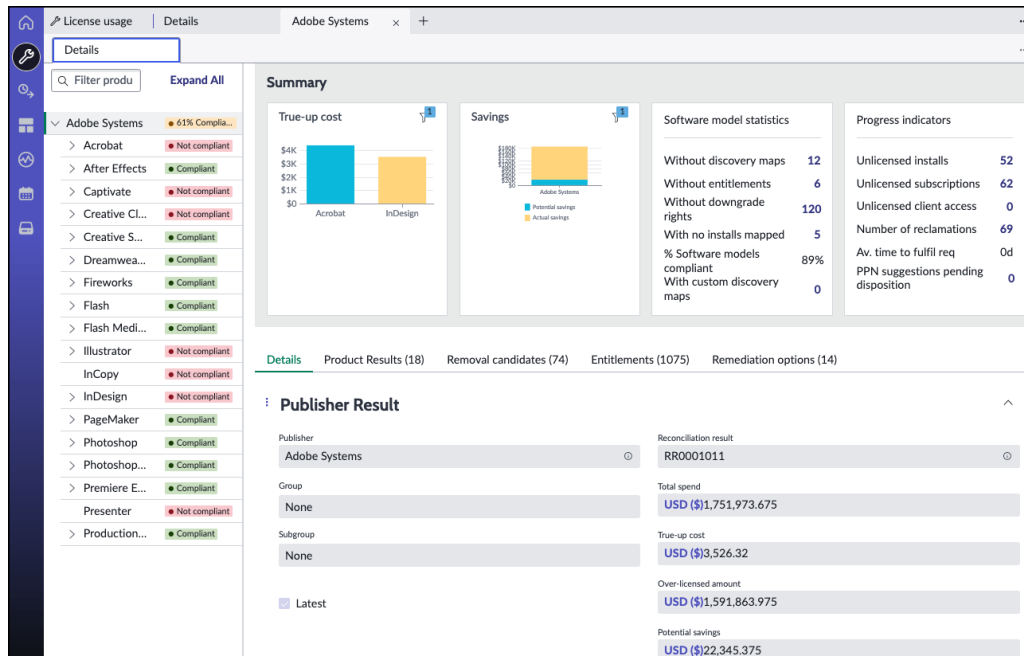 License usage
Details
Adobe Systems
Details
Filter produ
Expand All
Adobe Systems 61% Complia...
Acrobat Not compliant
After Effects Compliant
Captivate Not compliant
Creative Cl... Not compliant
Creative S... Compliant
Dreamwea... Compliant
Fireworks Compliant
Flash Compliant
Flash Medi... Compliant
Illustrator Not compliant
InCopy Not compliant
InDesign Not compliant
PageMaker Compliant
Photoshop Compliant
Photoshop... Compliant
Premiere E... Compliant
Presenter Not compliant
Production... Compliant
Summary
True-up cost
1
$4K
$3K
$2K
$1K
$0
Acrobat InDesign
Savings
1
$0
Adobe Systems
Potential savings
Actual savings
Software model statistics
Without discovery maps 12
Without entitlements 6
Without downgrade
rights 120
With no installs mapped 5
% Software models
compliant 89%
With custom discovery
maps 0
Progress indicators
Unlicensed installs 52
Unlicensed subscriptions 62
Unlicensed client access 0
Number of reclamations 69
Av. time to fulfil req 0d
PPN suggestions pending
disposition 0
Details Product Results (18) Removal candidates (74) Entitlements (1075) Remediation options (14)
Publisher Result
Publisher
Adobe Systems
Group
None
Subgroup
None
Latest
Reconciliation result
RR0001011
Total spend
USD ($)1,751,973.675
True-up cost
USD ($)3,526.32
Over-licensed amount
USD ($)1,591,863.975
Potential savings
USD ($)22,345.375